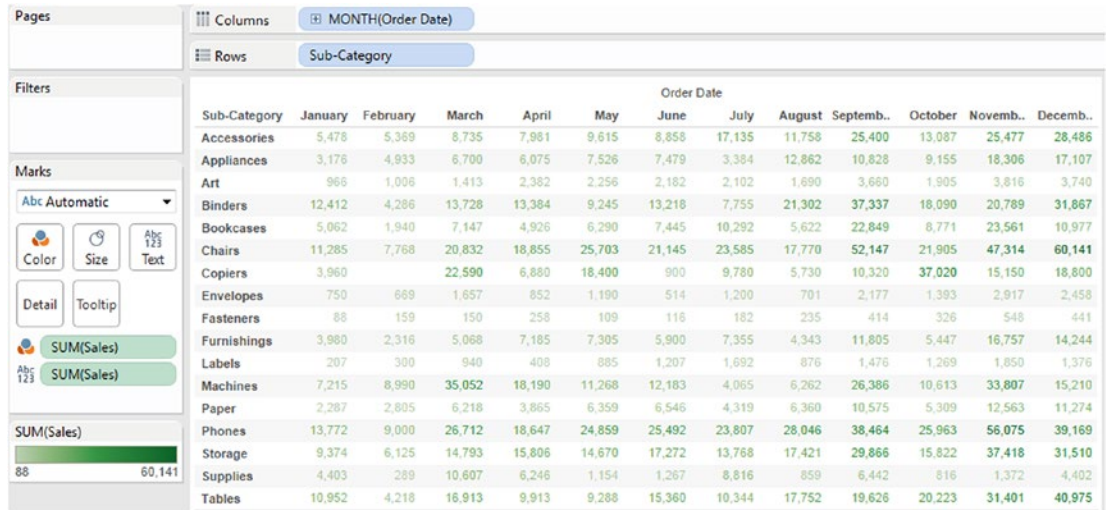 Pages
Columns MONTH(Order Date)
Rows Sub-Category
Filters
Marks
Abc Automatic
Color Size Abc 123 Text
Detail Tooltip
SUM(Sales)
Abc 123 SUM(Sales)
SUM(Sales)
88 60,141
Order Date
Sub-Category January February March April May June July August Septemb.. October Novemb.. Decemb..
Accessories 5,478 5,369 8,735 7,981 9,615 8,858 17,135 11,758 25,400 13,087 25,477 28,486
Appliances 3,176 4,933 6,700 6,075 7,526 7,479 3,384 12,862 10,828 9,155 18,306 17,107
Art 966 1,006 1,413 2,382 2,256 2,182 2,102 1,690 3,660 1,905 3,816 3,740
Binders 12,412 4,286 13,728 13,384 9,245 13,218 7,755 21,302 37,337 18,090 20,789 31,867
Bookcases 5,062 1,940 7,147 4,926 6,290 7,445 10,292 5,622 22,849 8,771 23,561 10,977
Chairs 11,285 7,768 20,832 18,855 25,703 21,145 23,585 17,770 52,147 21,905 47,314 60,141
Copiers 3,960 22,590 6,880 18,400 900 9,780 5,730 10,320 37,020 15,150 18,800
Envelopes 750 669 1,657 852 1,190 514 1,200 701 2,177 1,393 2,917 2,458
Fasteners 88 159 150 258 109 116 182 235 414 326 548 441
Furnishings 3,980 2,316 5,068 7,185 7,305 5,900 7,355 4,343 11,805 5,447 16,757 14,244
Labels 207 300 940 408 885 1,207 1,692 876 1,476 1,269 1,850 1,376
Machines 7,215 8,990 35,052 18,190 11,268 12,183 4,065 6,262 26,386 10,613 33,807 15,210
Paper 2,287 2,805 6,218 3,865 6,359 6,546 4,319 6,360 10,575 5,309 12,563 11,274
Phones 13,772 9,000 26,712 18,647 24,859 25,492 23,807 28,046 38,464 25,963 56,075 39,169
Storage 9,374 6,125 14,793 15,806 14,670 17,272 13,768 17,421 29,866 15,822 37,418 31,510
Supplies 4,403 289 10,607 6,246 1,154 1,267 8,816 859 6,442 816 1,372 4,402
Tables 10,952 4,218 16,913 9,913 9,288 15,360 10,344 17,752 19,626 20,223 31,401 40,975